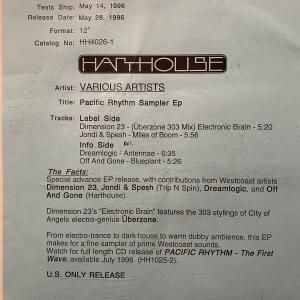 Tests Ship: May 14, 1996
Release Date: May 28, 1996
Format: 12"
Catalog No: HH4026-1
HARTHOUSE
Artist: VARIOUS ARTISTS
Title: Pacific Rhythm Sampler Ep
Tracks: Label Side
Dimension 23 - (Überzone 303 Mix) Electronic Brain - 5:20
Jondi & Spesh - Miles of Boom - 5:56
Info Side
Dreamlogic - Antennae - 6:35
Off And Gone - Blueplant - 5:26
The Facts:
Special advance EP release, with contributions from Westcoast artists
Dimension 23, Jondi & Spesh (Trip N Spin), Dreamlogic, and Off
And Gone (Harthouse).
Dimension 23's "Electronic Brain" features the 303 stylings of City of
Angels electro-genius Überzone.
From electro-trance to dark house to warm dubby ambience, this EP
makes for a fine sampler of prime Westcoast sounds.
Watch for full length CD release of PACIFIC RHYTHM - The First
Wave, available July 1996 (HH1025-2).
U.S. ONLY RELEASE